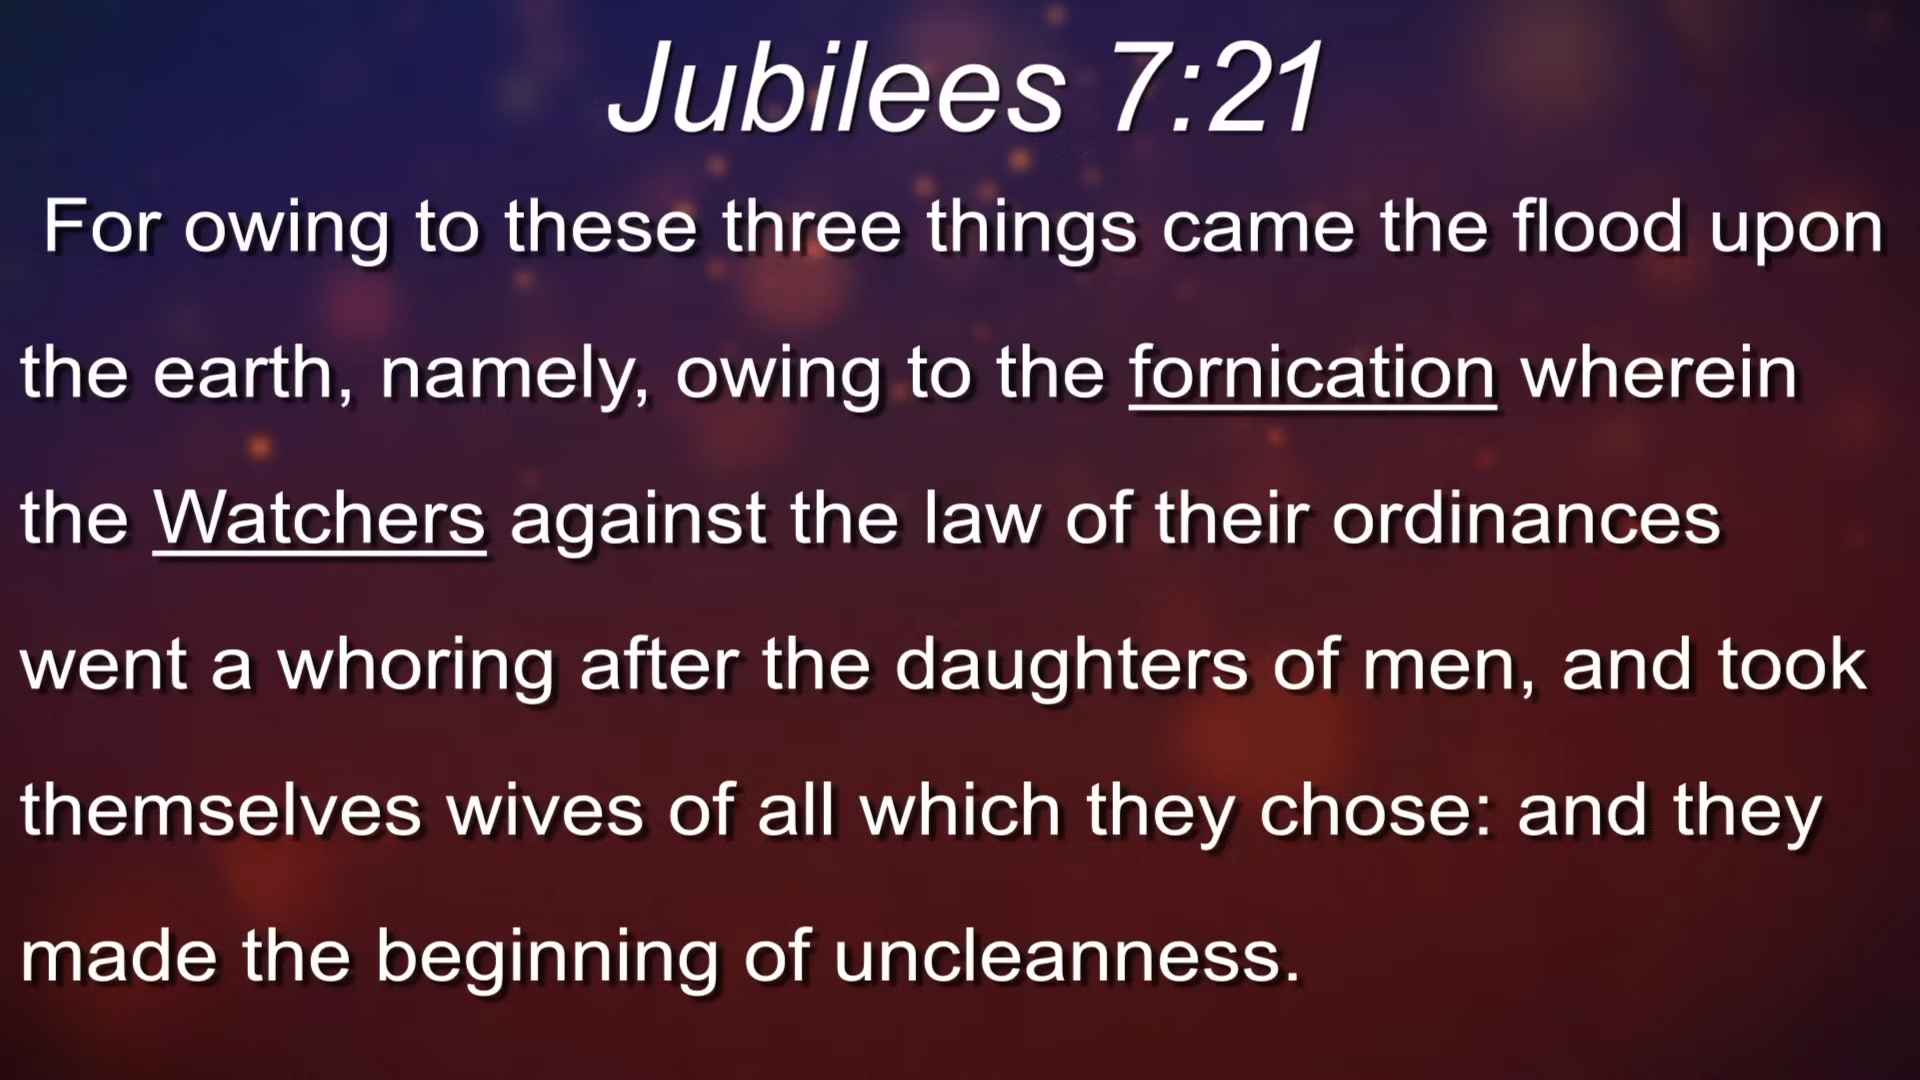 Jubilees 7:21
For owing to these three things came the flood upon
the earth, namely, owing to the fornication wherein
the Watchers against the law of their ordinances
went a whoring after the daughters of men, and took
themselves wives of all which they chose: and they
made the beginning of uncleanness.